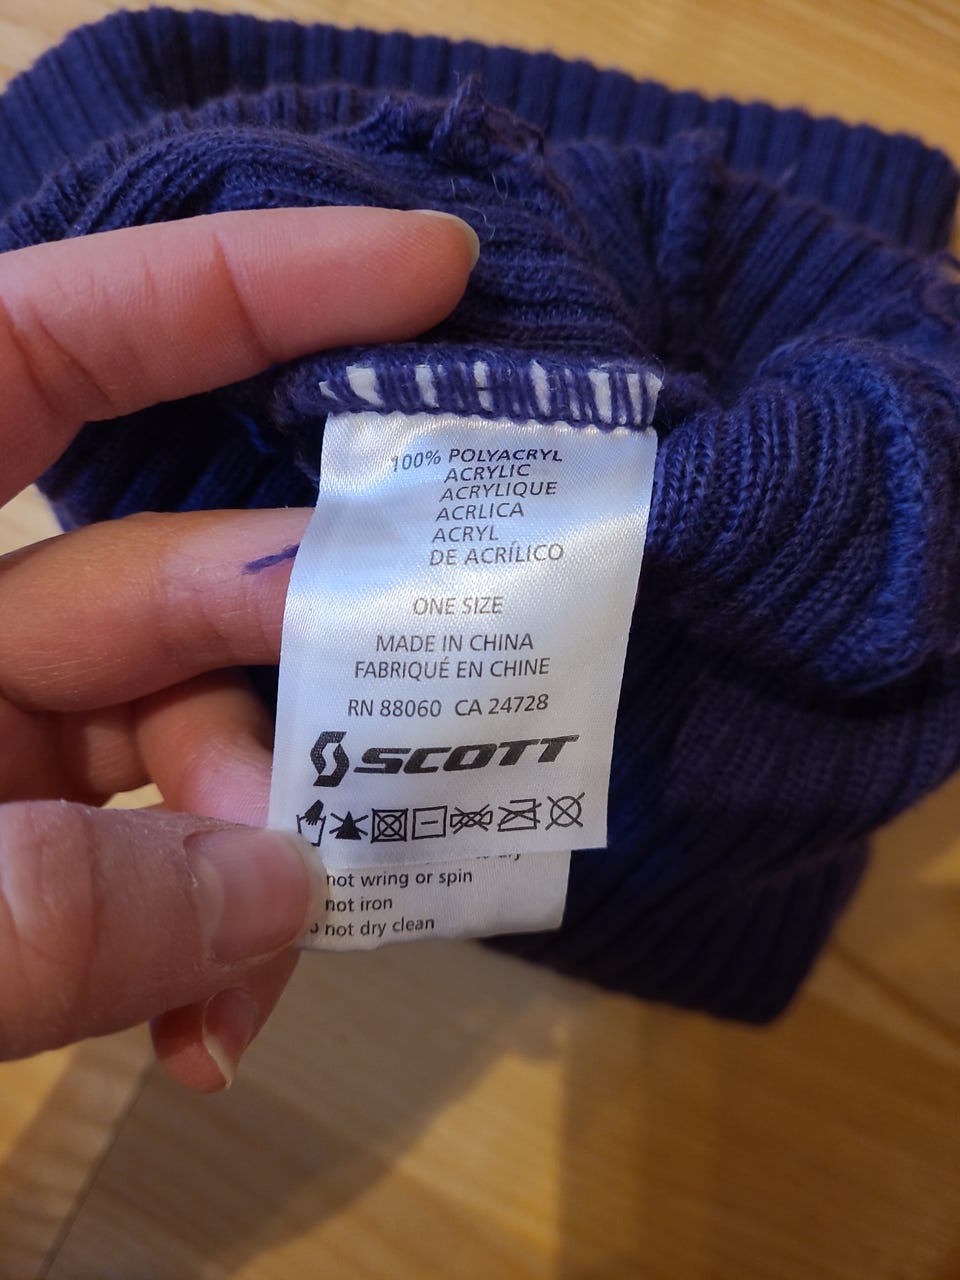 100% POLYACRYL
ACRYLIC
ACRYLIQUE
ACRLICA
ACRYL
DE ACRÍLICO
ONE SIZE
MADE IN CHINA
FABRIQUÉ EN CHINE
RN 88060 CA 24728
SCOTT
dry
not wring or spin
not iron
not dry clean